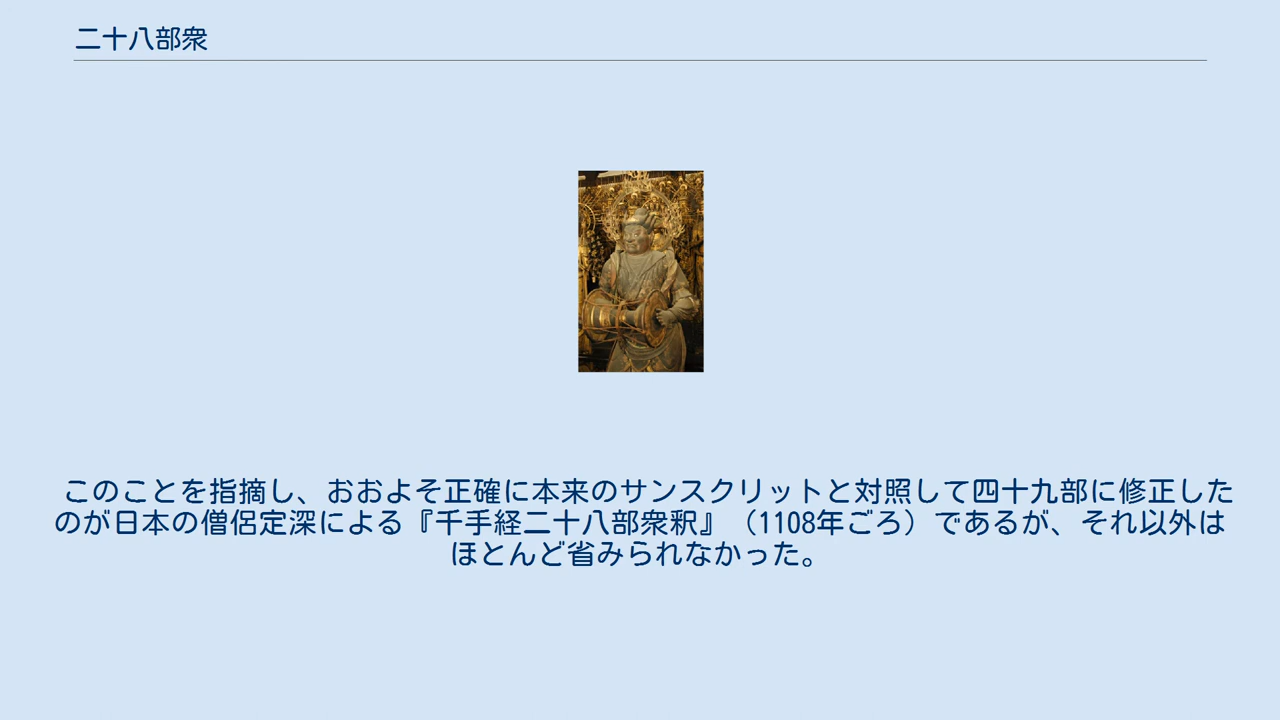 二十八部衆
このことを指摘し、おおよそ正確に本来のサンスクリットと対照して四十九部に修正した
のが日本の僧侶定深による『千手経二十八部衆釈』（1108年ごろ）であるが、それ以外は
ほとんど省みられなかった。